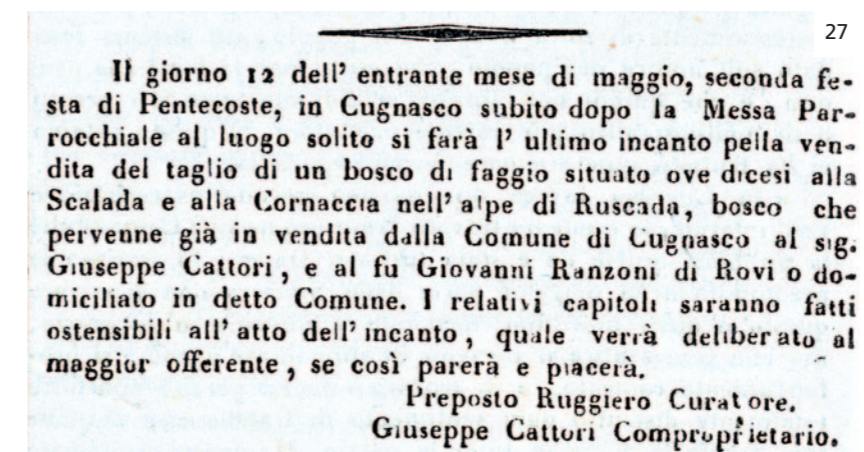 27
Il giorno 12 dell' entrante mese di maggio, seconda fe-
sta di Pentecoste, in Cugnasco subito dopo la Messa Par-
rocchiale al luogo solito si farà l' ultimo incanto pella ven-
dita del taglio di un bosco di faggio situato ove dicesi alla
Scalada e alla Cornaccia nell' alpe di Ruscada, bosco che
pervenne già in vendita dalla Comune di Cugnasco al sig.
Giuseppe Cattori, e al fu Giovanni Ranzoni di Rovi o do-
miciliato in detto Comune. I relativi capitoli saranno fatti
ostensibili all' atto dell' incanto, quale verrà deliberato al
maggior offerente, se così parerà e piacerà.
Preposto Ruggiero Curatore.
Giuseppe Cattori Comproprietario.